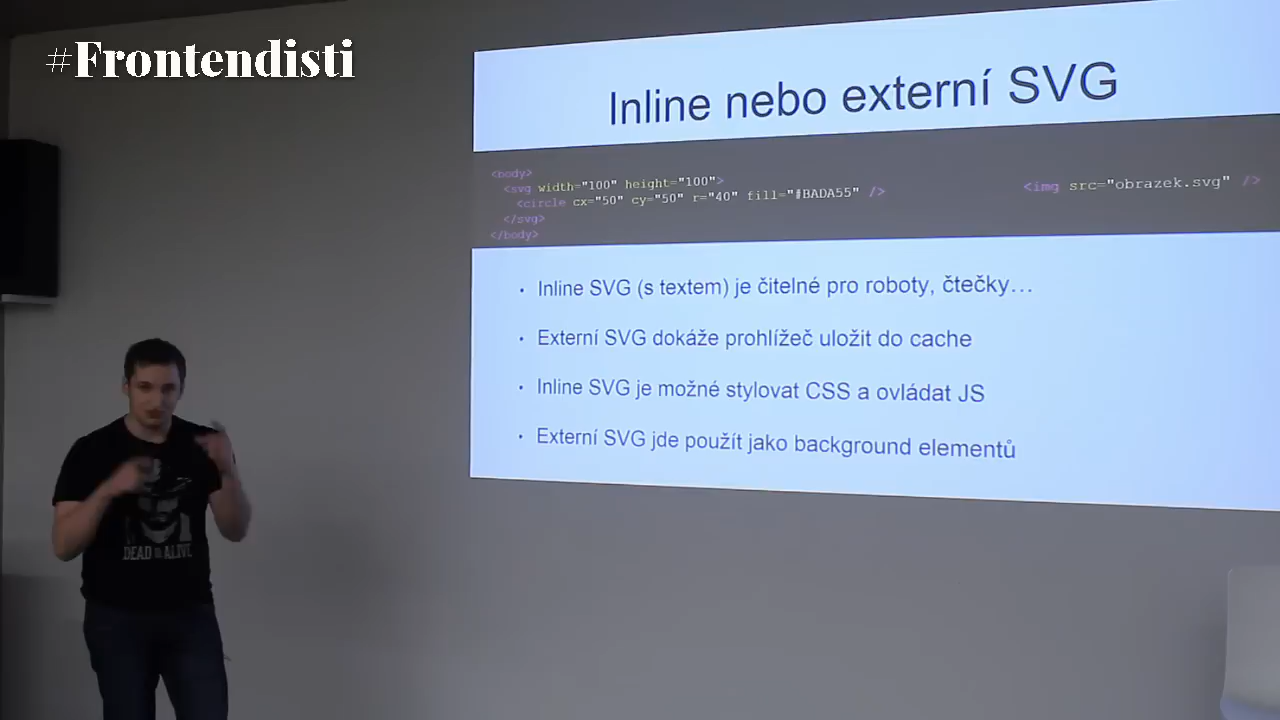 #Frontendisti
Inline nebo externí SVG
<body>
<svg width="100" height="100">
<circle cx="50" cy="50" r="40" fill="#BADA55" />
</svg>
</body>
<img src="obrazek.svg" />
· Inline SVG (s textem) je čitelné pro roboty, čtečky…
· Externí SVG dokáže prohlížeč uložit do cache
· Inline SVG je možné stylovat CSS a ovládat JS
· Externí SVG jde použít jako background elementů
DEAD or ALIVE